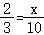 2/3 = x/10